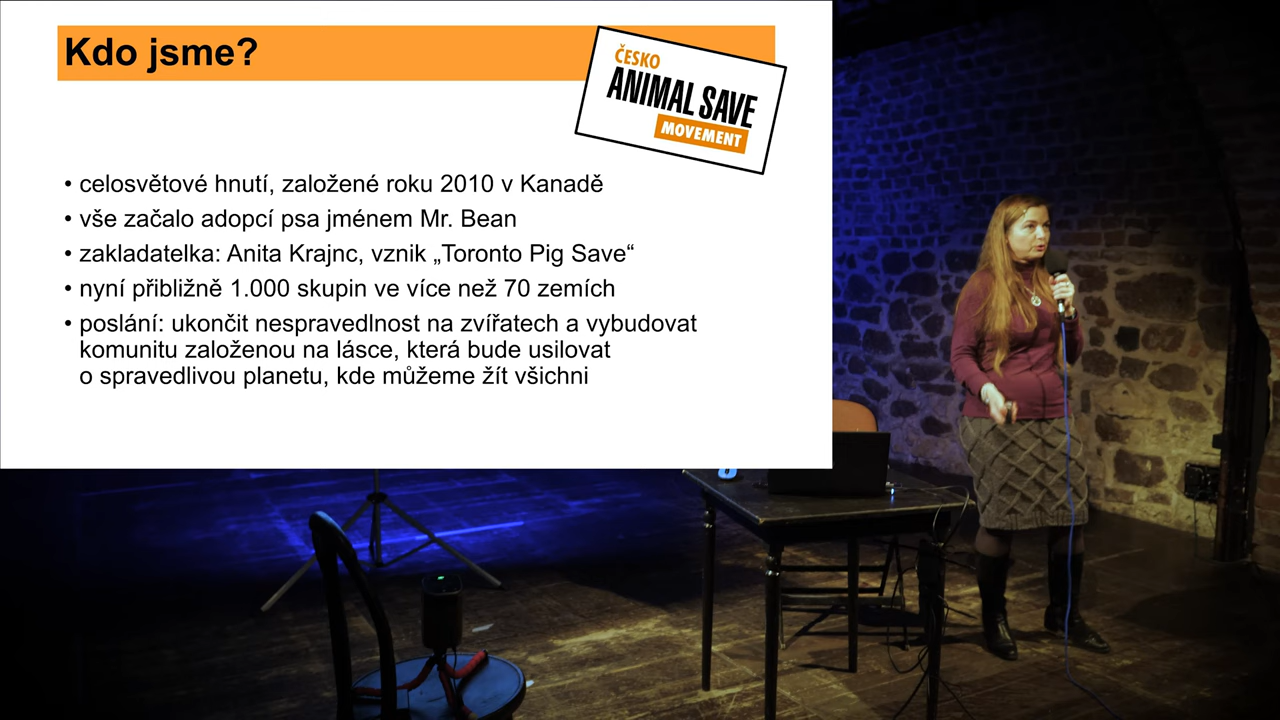 Kdo jsme?
ČESKO
ANIMAL SAVE
MOVEMENT
• celosvětové hnutí, založené roku 2010 v Kanadě
• vše začalo adopcí psa jménem Mr. Bean
• zakladatelka: Anita Krajnc, vznik „Toronto Pig Save“
• nyní přibližně 1.000 skupin ve více než 70 zemích
• poslání: ukončit nespravedlnost na zvířatech a vybudovat
komunitu založenou na lásce, která bude usilovat
o spravedlivou planetu, kde můžeme žít všichni